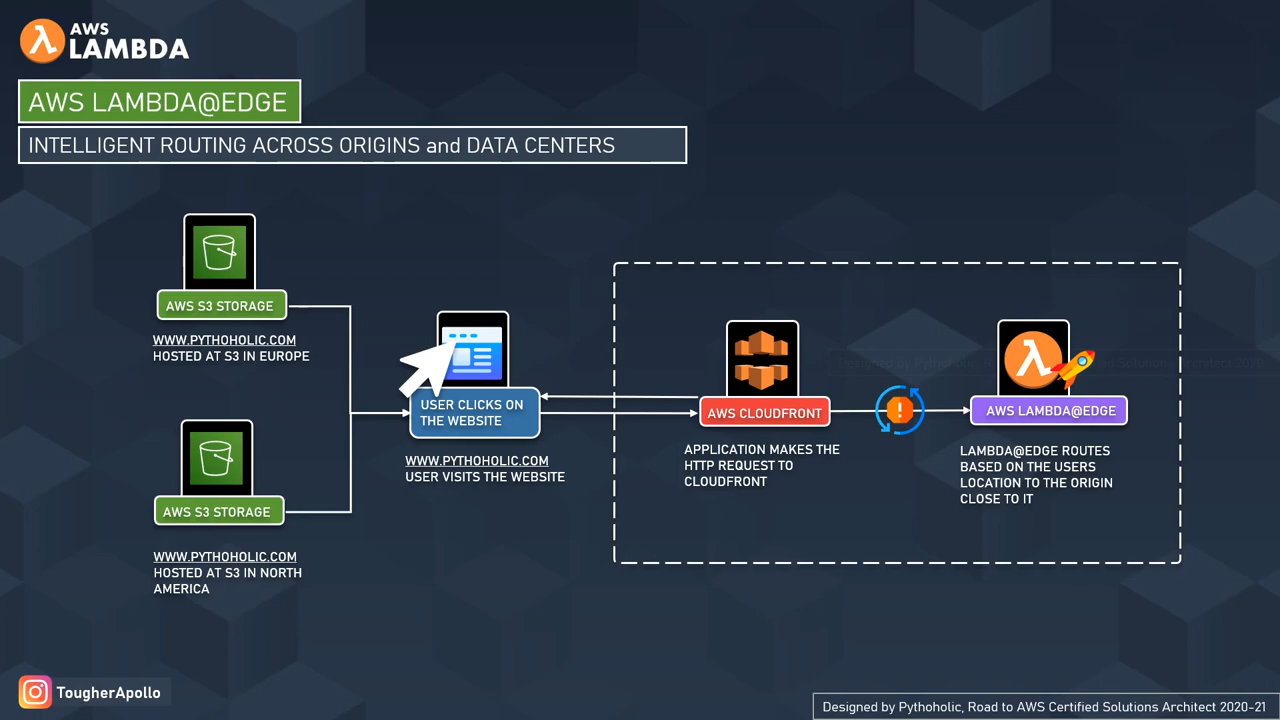 AWS
LAMBDA
AWS LAMBDA@EDGE
INTELLIGENT ROUTING ACROSS ORIGINS and DATA CENTERS
AWS S3 STORAGE
WWW.PYTHOHOLIC.COM
HOSTED AT S3 IN EUROPE
AWS S3 STORAGE
WWW.PYTHOHOLIC.COM
HOSTED AT S3 IN NORTH
AMERICA
USER CLICKS ON
THE WEBSITE
WWW.PYTHOHOLIC.COM
USER VISITS THE WEBSITE
AWS CLOUDFRONT
APPLICATION MAKES THE
HTTP REQUEST TO
CLOUDFRONT
!
AWS LAMBDA@EDGE
LAMBDA@EDGE ROUTES
BASED ON THE USERS
LOCATION TO THE ORIGIN
CLOSE TO IT
TougherApollo
Designed by Pythoholic, Road to AWS Certified Solutions Architect 2020-21